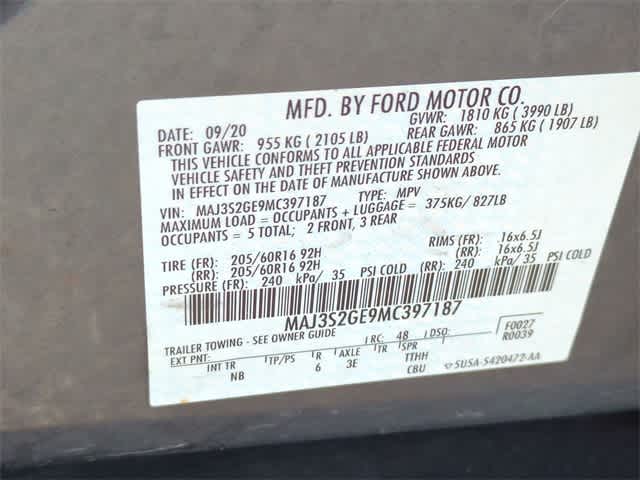 MFD. BY FORD MOTOR CO.
DATE: 09/20 GVWR: 1810 KG (3990 LB)
FRONT GAWR: 955 KG (2105 LB) REAR GAWR: 865 KG (1907 LB)
THIS VEHICLE CONFORMS TO ALL APPLICABLE FEDERAL MOTOR
VEHICLE SAFETY AND THEFT PREVENTION STANDARDS
IN EFFECT ON THE DATE OF MANUFACTURE SHOWN ABOVE.
VIN: MAJ3S2GE9MC397187 TYPE: MPV
MAXIMUM LOAD = OCCUPANTS + LUGGAGE = 375KG/ 827LB
OCCUPANTS = 5 TOTAL; 2 FRONT, 3 REAR
TIRE (FR): 205/60R16 92H RIMS (FR): .16x6.5J
(RR): 205/60R16 92H (RR): .16x6.5J
PRESSURE (FR): 240 kPa/ 35 PSI COLD (RR): 240 kPa/ 35 PSI COLD
MAJ3S2GE9MC397187
TRAILER TOWING - SEE OWNER GUIDE RC: 48 DSO: F0027
EXT PNT: R0039
INT TR TP/PS R AXLE TR SPR
NB 6 3E TTHH
CBU 5USA-S420472-AA